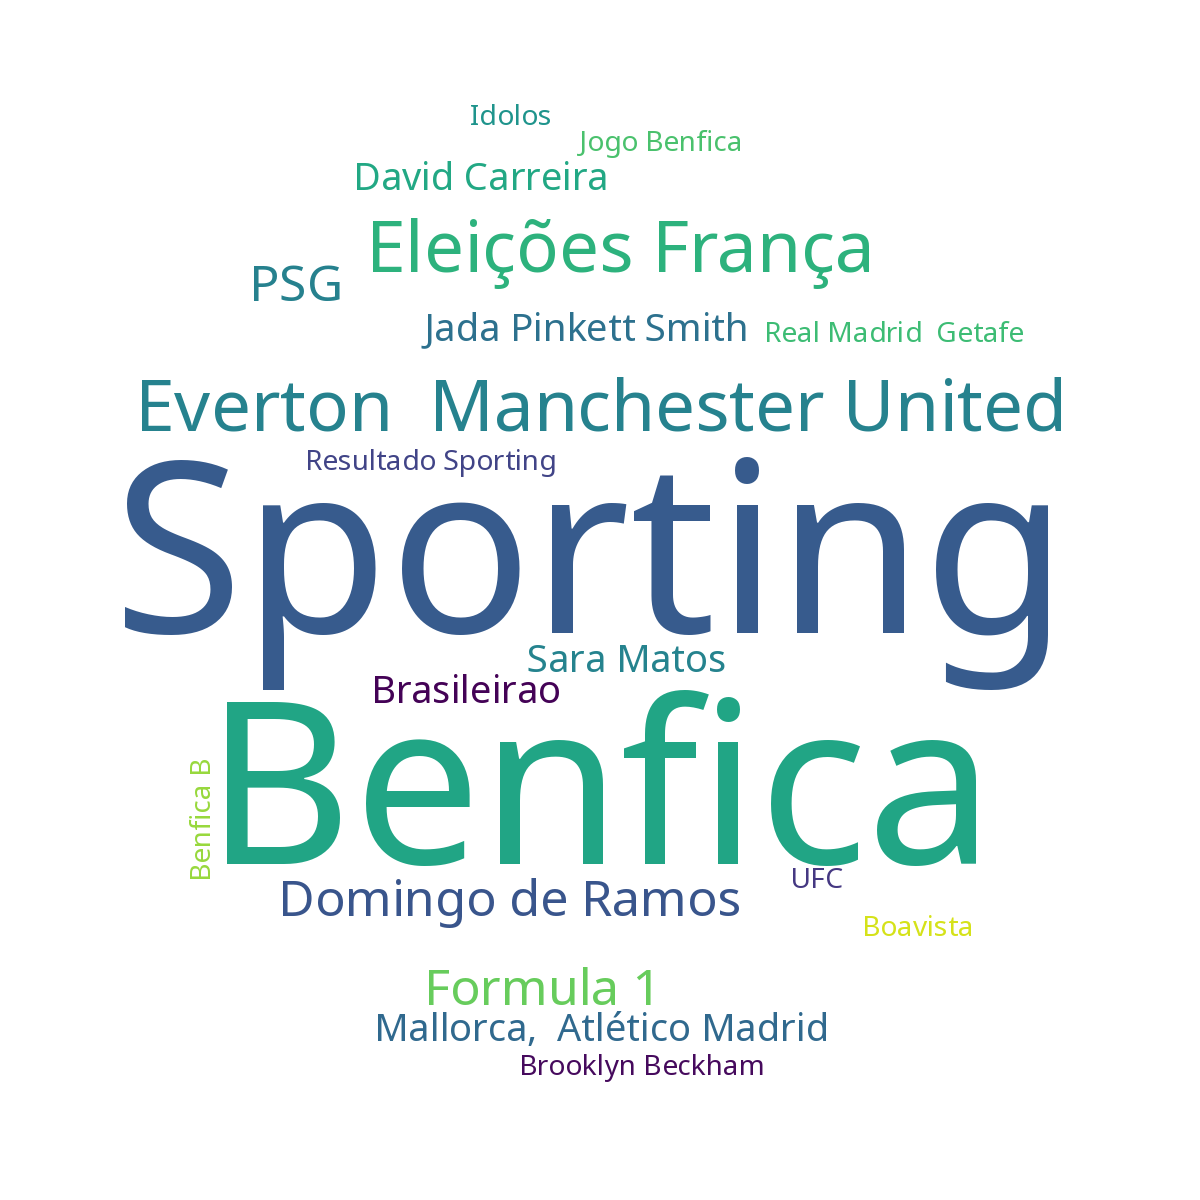 Idolos
Jogo Benfica
David Carreira
Eleições França
PSG
Jada Pinkett Smith
Real Madrid  Getafe
Everton  Manchester United
Resultado Sporting
Sporting
Sara Matos
Brasileirao
Benfica
Benfica B
Domingo de Ramos
UFC
Boavista
Formula 1
Mallorca,  Atlético Madrid
Brooklyn Beckham